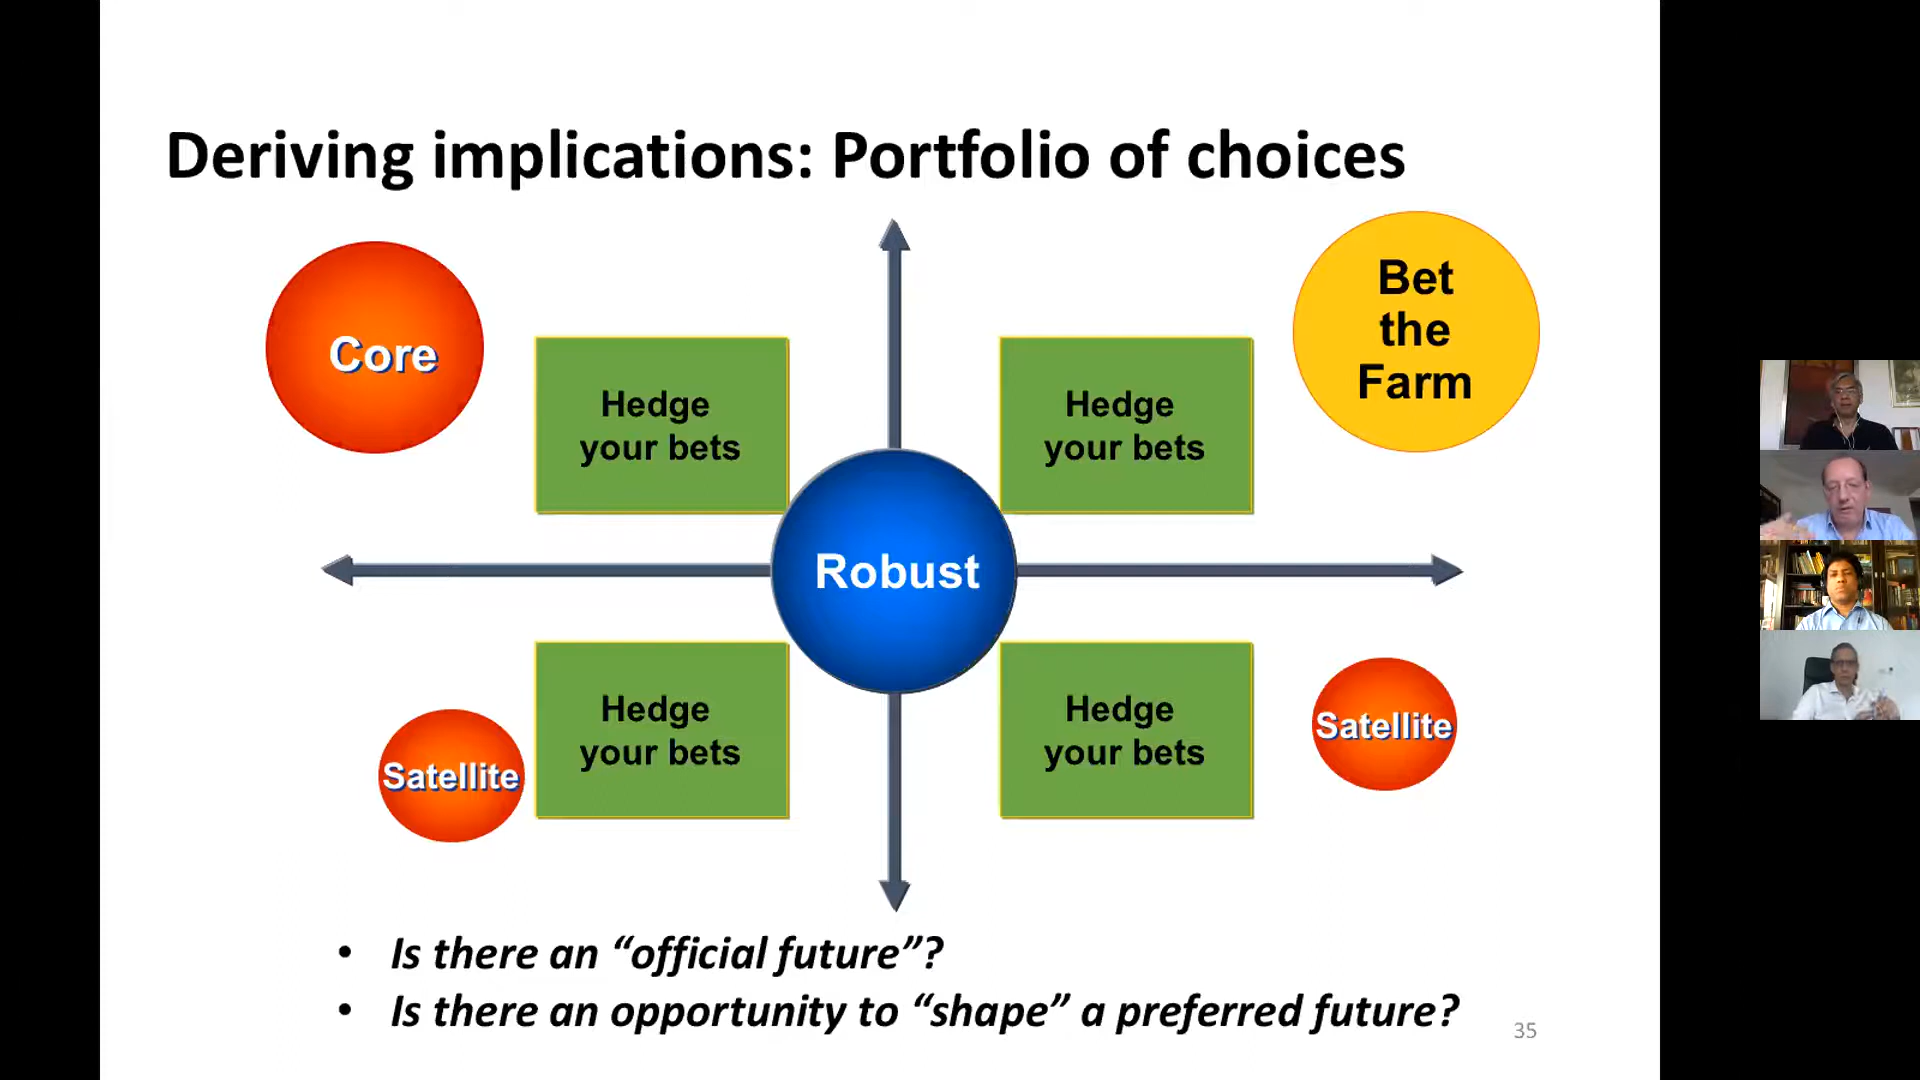 Deriving implications: Portfolio of choices
Core
Hedge
your bets
Hedge
your bets
Bet
the
Farm
Robust
Satellite
Hedge
your bets
Hedge
your bets
Satellite
• Is there an “official future”?
• Is there an opportunity to “shape” a preferred future?
35